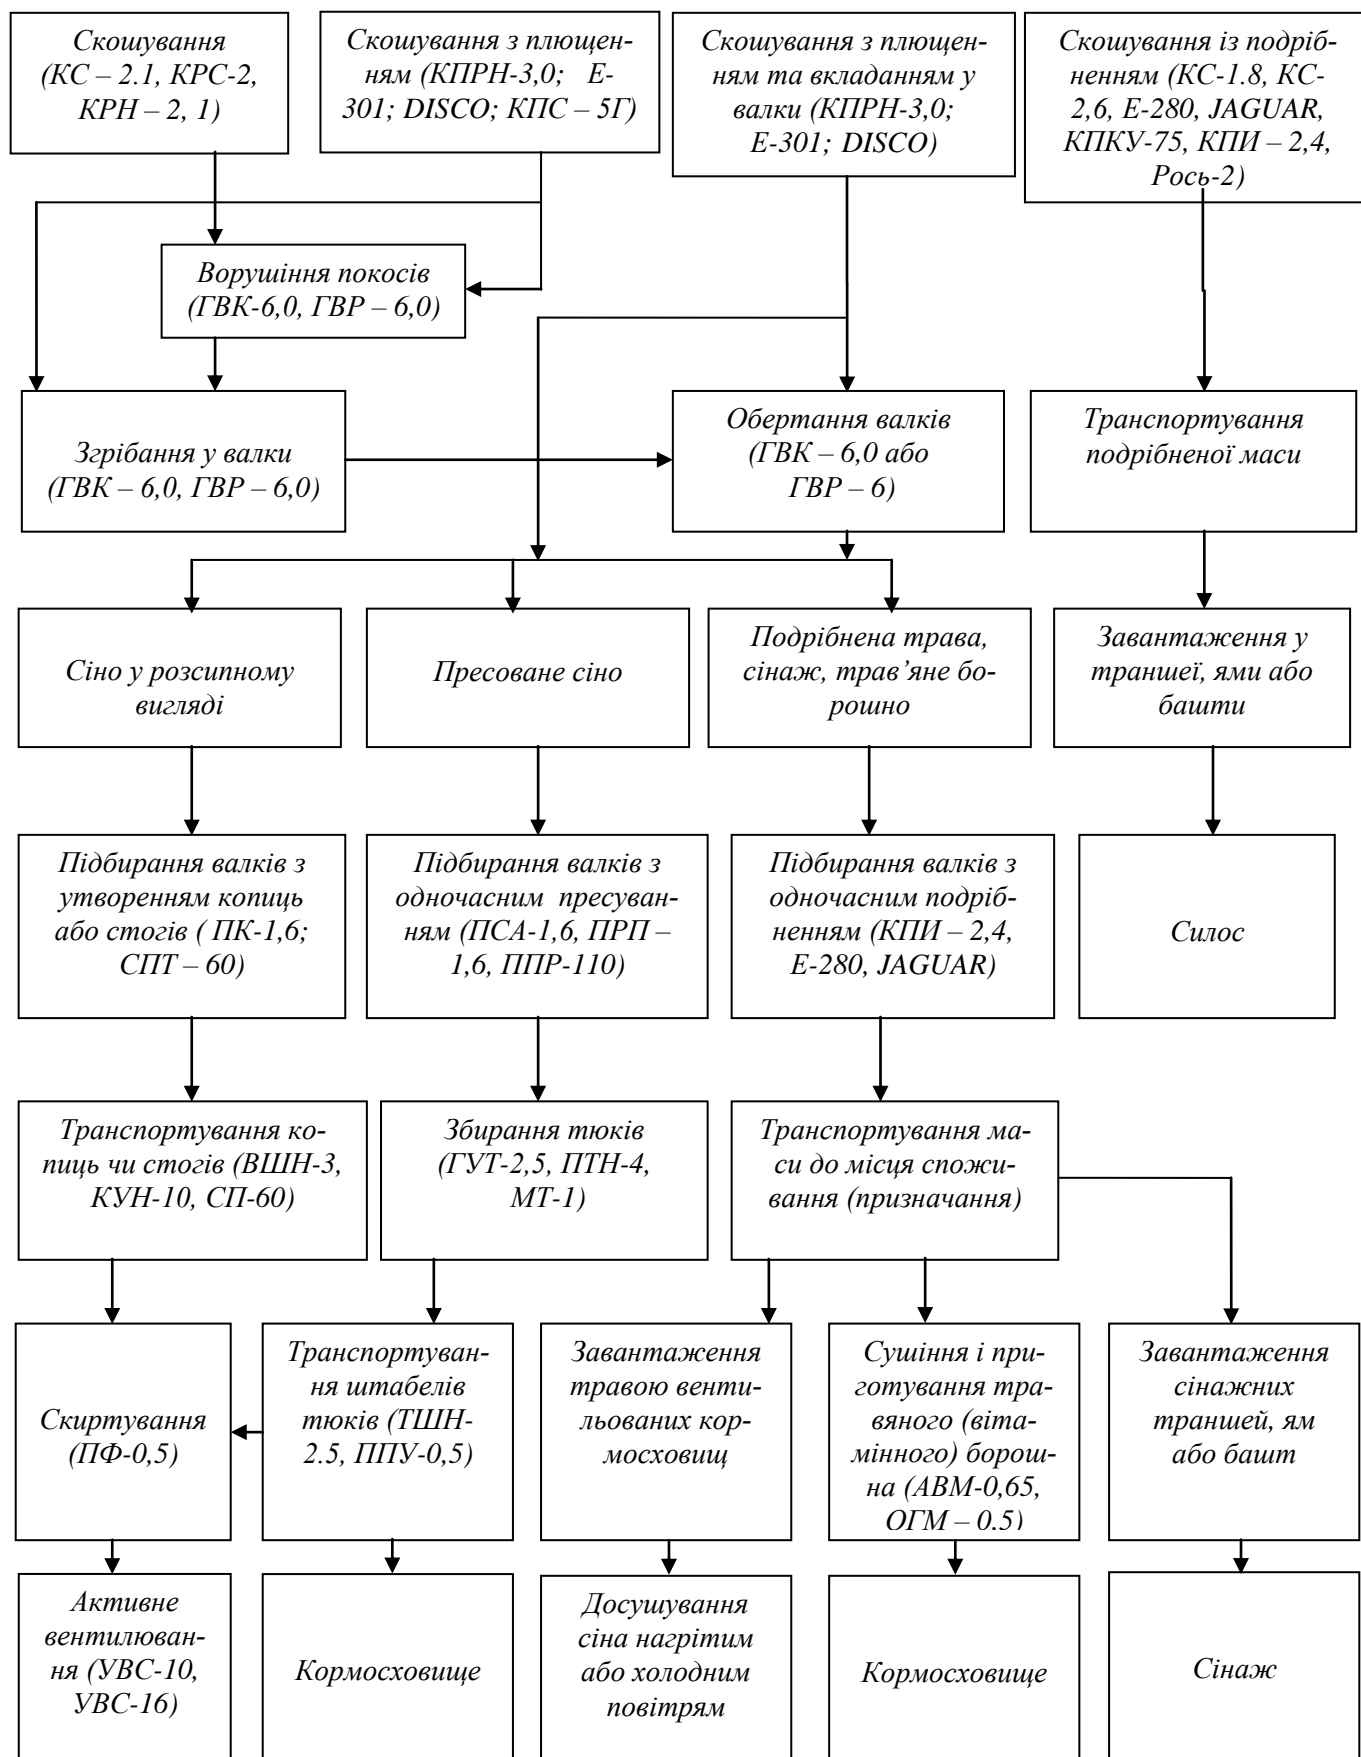 Скошування
(КС – 2.1, КРС-2,
КРН – 2, 1)
Скошування з плющен-
ням (КПРН-3,0; Е-
301; DISCO; КПС – 5Г)
Скошування з плющен-
ням та вкладанням у
валки (КПРН-3,0;
Е-301; DISCO)
Скошування із подріб-
ненням (КС-1.8, КС-
2,6, Е-280, JAGUAR,
КПКУ-75, КПИ – 2,4,
Рось-2)
Ворушіння покосів
(ГВК-6,0, ГВР – 6,0)
Згрібання у валки
(ГВК – 6,0, ГВР – 6,0)
Обертання валків
(ГВК – 6,0 або
ГВР – 6)
Транспортування
подрібненої маси
Сіно у розсипному
вигляді
Пресоване сіно
Подрібнена трава,
сінаж, трав’яне бо-
рошно
Завантаження у
траншеї, ями або
башти
Підбирання валків з
утворенням копиць
або стогів ( ПК-1,6;
СПТ – 60)
Підбирання валків з
одночасним пресуван-
ням (ПСА-1,6, ПРП –
1,6, ППР-110)
Підбирання валків з
одночасним подріб-
ненням (КПИ – 2,4,
Е-280, JAGUAR)
Силос
Транспортування ко-
пиць чи стогів (ВШН-3,
КУН-10, СП-60)
Збирання тюків
(ГУТ-2,5, ПТН-4,
МТ-1)
Транспортування ма-
си до місця спожи-
вання (призначання)
Скиртування
(ПФ-0,5)
Транспортуван-
ня штабелів
тюків (ТШН-
2.5, ППУ-0,5)
Завантаження
травою венти-
льованих кор-
мосховищ
Сушіння і при-
готування тра-
вяного (віта-
мінного) борош-
на (АВМ-0,65,
ОГМ – 0.5)
Завантаження
сінажних
траншей, ям
або башт
Активне
вентилюван-
ня (УВС-10,
УВС-16)
Кормосховище
Досушування
сіна нагрітим
або холодним
повітрям
Кормосховище
Сінаж